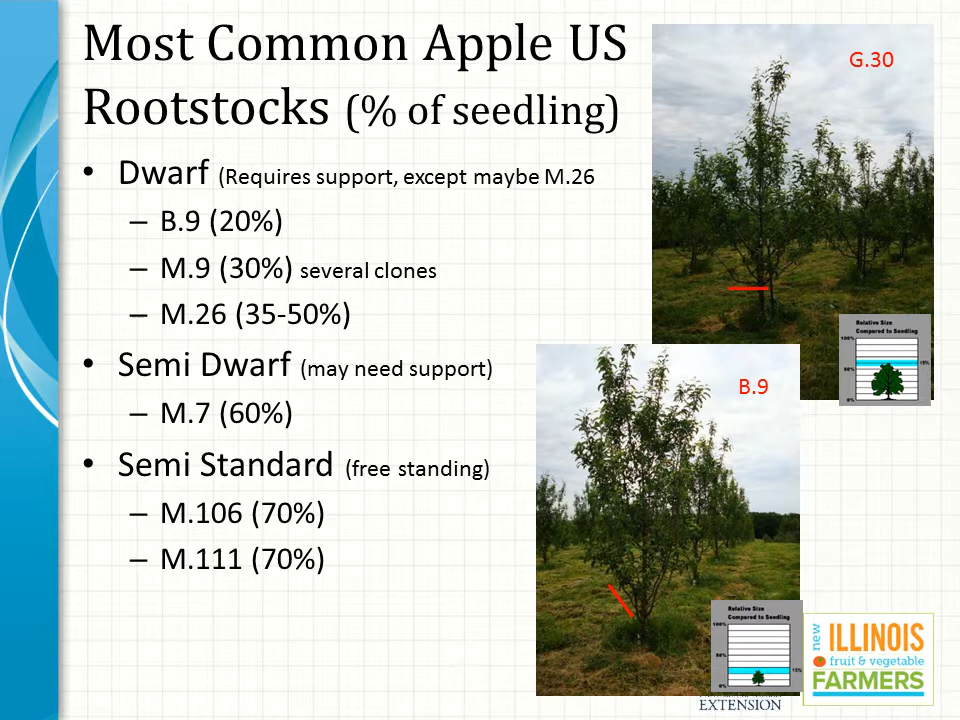 Most Common Apple US
Rootstocks (% of seedling)
• Dwarf (Requires support, except maybe M.26
– B.9 (20%)
– M.9 (30%) several clones
– M.26 (35-50%)
• Semi Dwarf (may need support)
– M.7 (60%)
• Semi Standard (free standing)
– M.106 (70%)
– M.111 (70%)
G.30
Relative Size
Compared to Seedling
100%
50%
15%
0%
B.9
Relative Size
Compared to Seedling
100%
50%
15%
0%
new
ILLINOIS
fruit & vegetable
FARMERS
EXTENSION